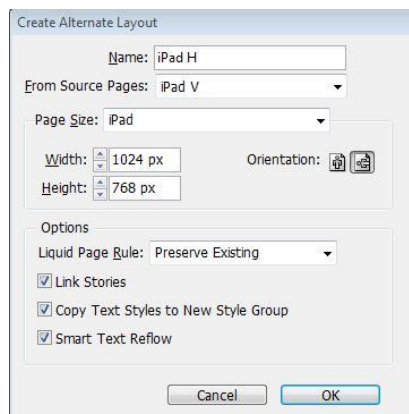 Create Alternate Layout
Name: iPad H
From Source Pages: iPad V
Page Size: iPad
Width: 1024 px Orientation:
Height: 768 px
Options
Liquid Page Rule: Preserve Existing
Link Stories
Copy Text Styles to New Style Group
Smart Text Reflow
Cancel OK